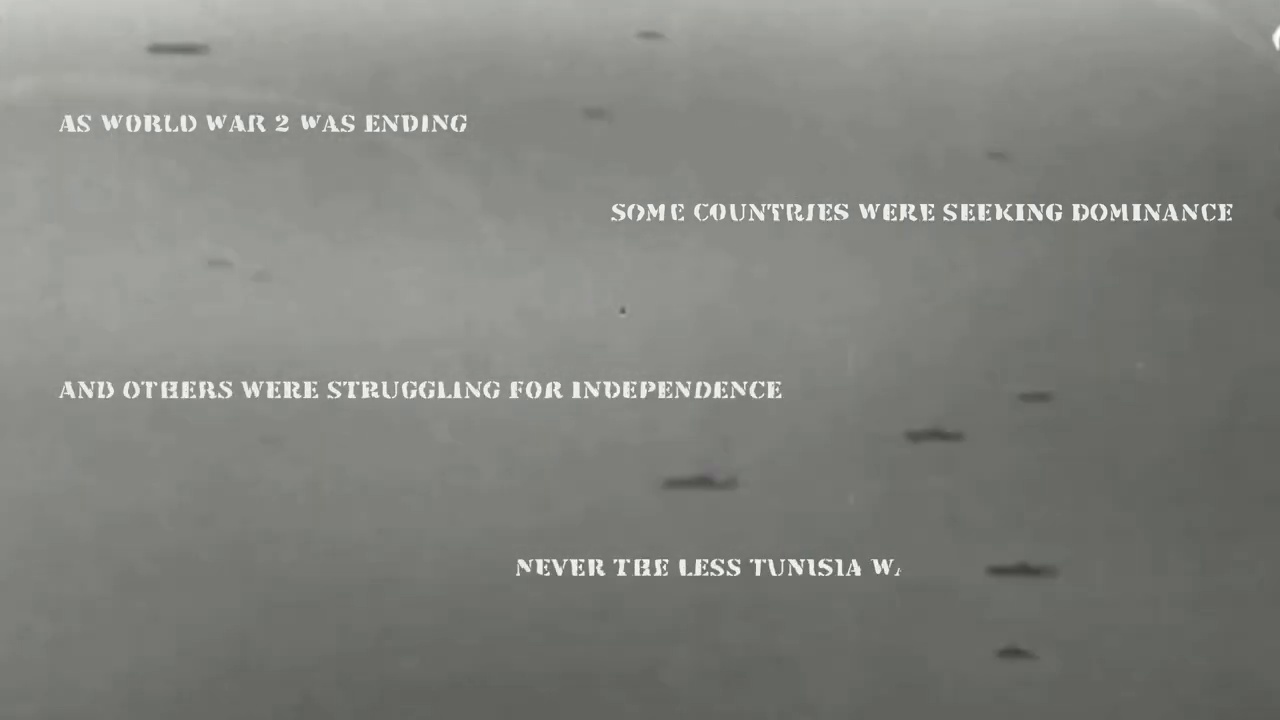 AS WORLD WAR 2 WAS ENDING
SOME COUNTRIES WERE SEEKING DOMINANCE
AND OTHERS WERE STRUGGLING FOR INDEPENDENCE
NEVER THE LESS TUNISIA